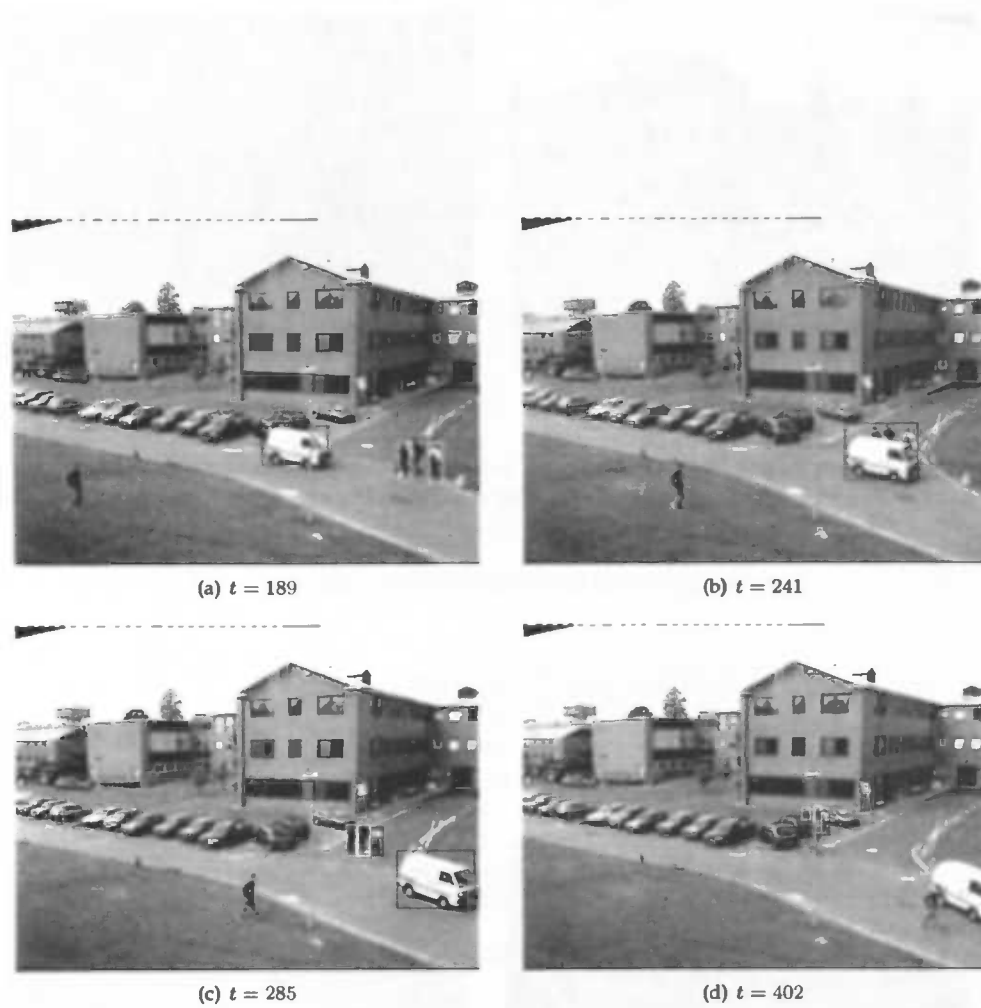 (a) t = 189
(b) t = 241
(c) t = 285
(d) t = 402